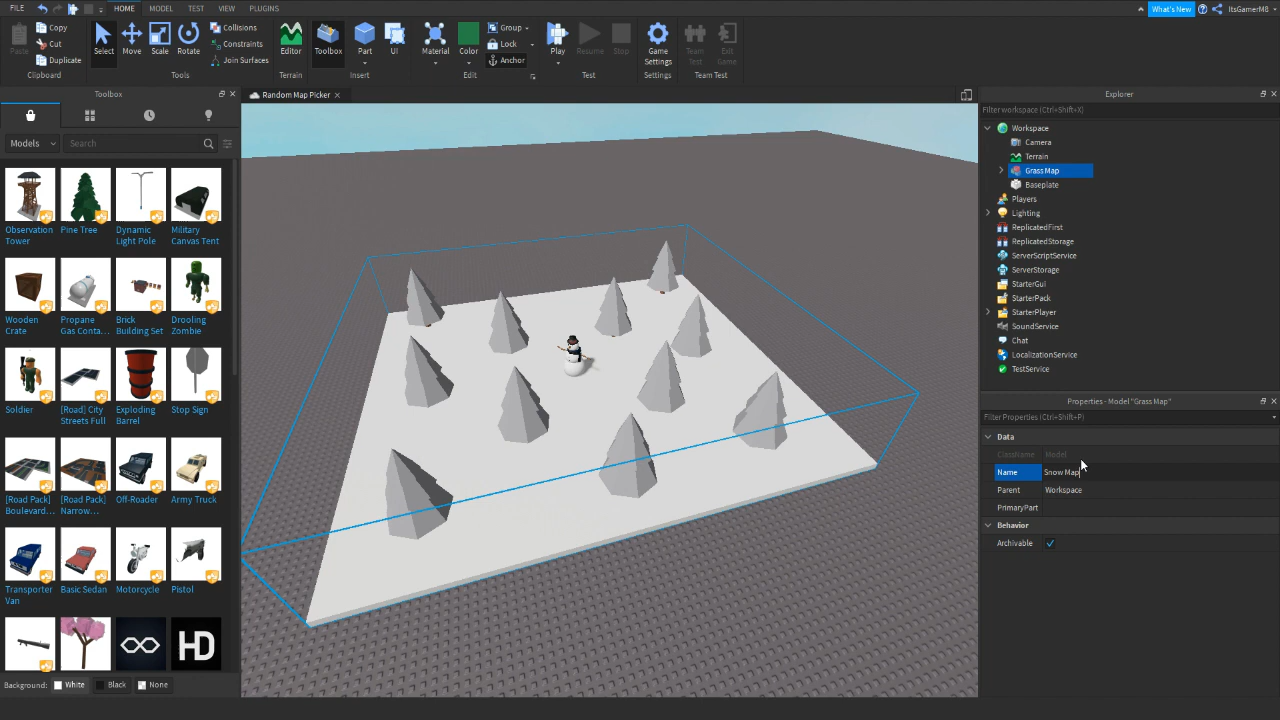 FILE HOME MODEL TEST VIEW PLUGINS What's New ItsGamerM8
Paste Copy Cut Duplicate Clipboard
Select Move Scale Rotate Collisions Constraints Join Surfaces Tools
Editor Terrain
Toolbox Part UI Insert
Material Color Group Lock Anchor Edit
Play Resume Stop Test
Game Settings Settings
Team Test Exit Game Team Test
Toolbox
Models Search
Observation Tower
Pine Tree
Dynamic Light Pole
Military Canvas Tent
Wooden Crate
Propane Gas Conta...
Brick Building Set
Drooling Zombie
Soldier
[Road] City Streets Full
Exploding Barrel
Stop Sign
[Road Pack] Boulevard...
[Road Pack] Narrow...
Off-Roader
Army Truck
Transporter Van
Basic Sedan
Motorcycle
Pistol
HD
Background: White Black None
Random Map Picker
Explorer
Filter workspace (Ctrl+Shift+X)
Workspace
Camera
Terrain
Grass Map
Baseplate
Players
Lighting
ReplicatedFirst
ReplicatedStorage
ServerScriptService
ServerStorage
StarterGui
StarterPack
StarterPlayer
SoundService
Chat
LocalizationService
TestService
Properties - Model "Grass Map"
Filter Properties (Ctrl+Shift+P)
Data
ClassName Model
Name Snow Map
Parent Workspace
PrimaryPart
Behavior
Archivable